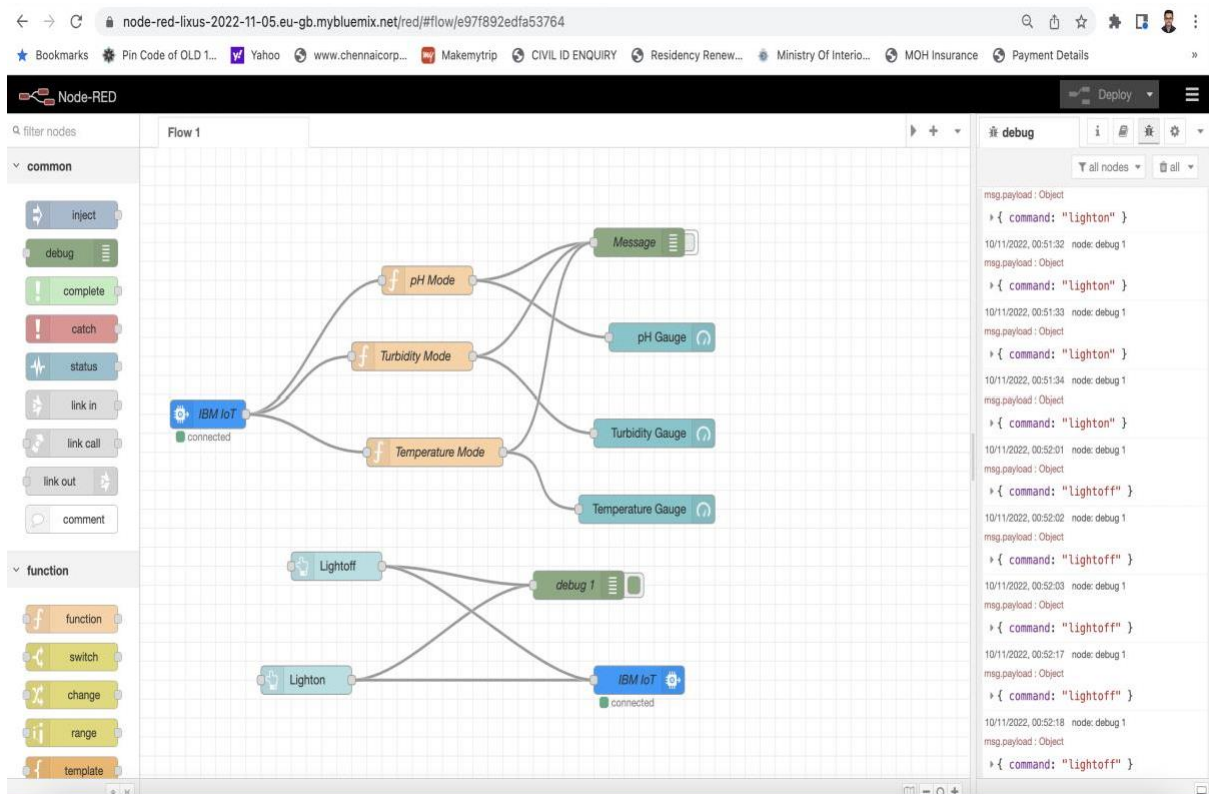 node-red-lixus-2022-11-05.eu-gb.mybluemix.net/red/#flow/e97f892edfa53764
Bookmarks Pin Code of OLD 1... Yahoo www.chennaicorp... Makemytrip CIVIL ID ENQUIRY Residency Renew... Ministry Of Interio... MOH Insurance Payment Details »
Node-RED Deploy
filter nodes
common
inject
debug
complete
catch
status
link in
link call
link out
comment
function
function
switch
change
range
template
Flow 1
Message
pH Mode
pH Gauge
Turbidity Mode
IBM IoT
connected
Turbidity Gauge
Temperature Mode
Temperature Gauge
Lightoff
debug 1
Lighton
IBM IoT
connected
debug i
all nodes all
msg.payload : Object
{ command: "lighton" }
10/11/2022, 00:51:32 node: debug 1
msg.payload : Object
{ command: "lighton" }
10/11/2022, 00:51:33 node: debug 1
msg.payload : Object
{ command: "lighton" }
10/11/2022, 00:51:34 node: debug 1
msg.payload : Object
{ command: "lighton" }
10/11/2022, 00:52:01 node: debug 1
msg.payload : Object
{ command: "lightoff" }
10/11/2022, 00:52:02 node: debug 1
msg.payload : Object
{ command: "lightoff" }
10/11/2022, 00:52:03 node: debug 1
msg.payload : Object
{ command: "lightoff" }
10/11/2022, 00:52:17 node: debug 1
msg.payload : Object
{ command: "lightoff" }
10/11/2022, 00:52:18 node: debug 1
msg.payload : Object
{ command: "lightoff" }